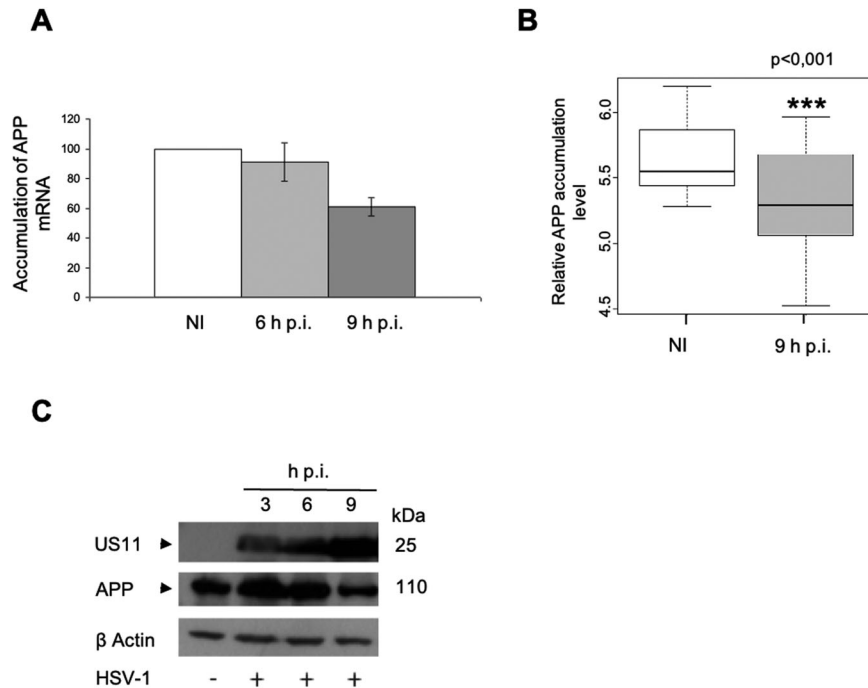 A
Accumulation of APP
mRNA
120
100
80
60
40
20
0
NI 6 h p.i. 9 h p.i.
B
p<0,001
***
Relative APP accumulation
level
6.0
5.5
5.0
4.5
NI 9 h p.i.
C
h p.i.
3 6 9 kDa
US11 25
APP 110
β Actin
HSV-1 - + + +